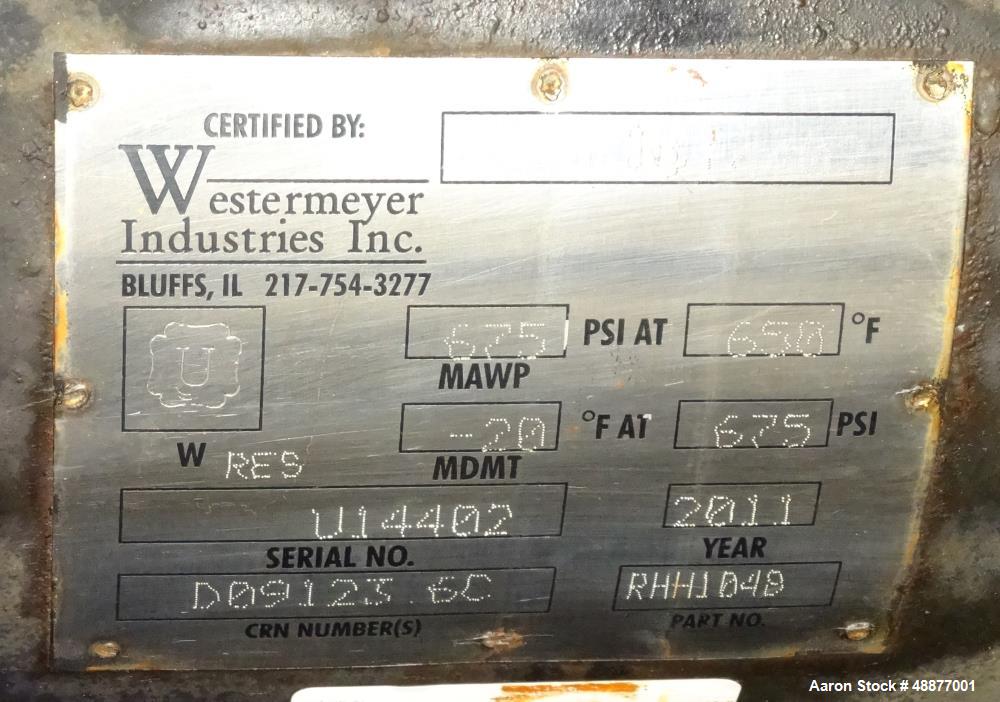 CERTIFIED BY:
Westermeyer
Industries Inc.
BLUFFS, IL 217-754-3277
U
675 PSI AT 650 °F
MAWP
-20 °F AT 675 PSI
MDMT
W
RES
U14402 2011
SERIAL NO. YEAR
D09123.6C RHH1048
CRN NUMBER(S) PART NO.
Aaron Stock # 48877001